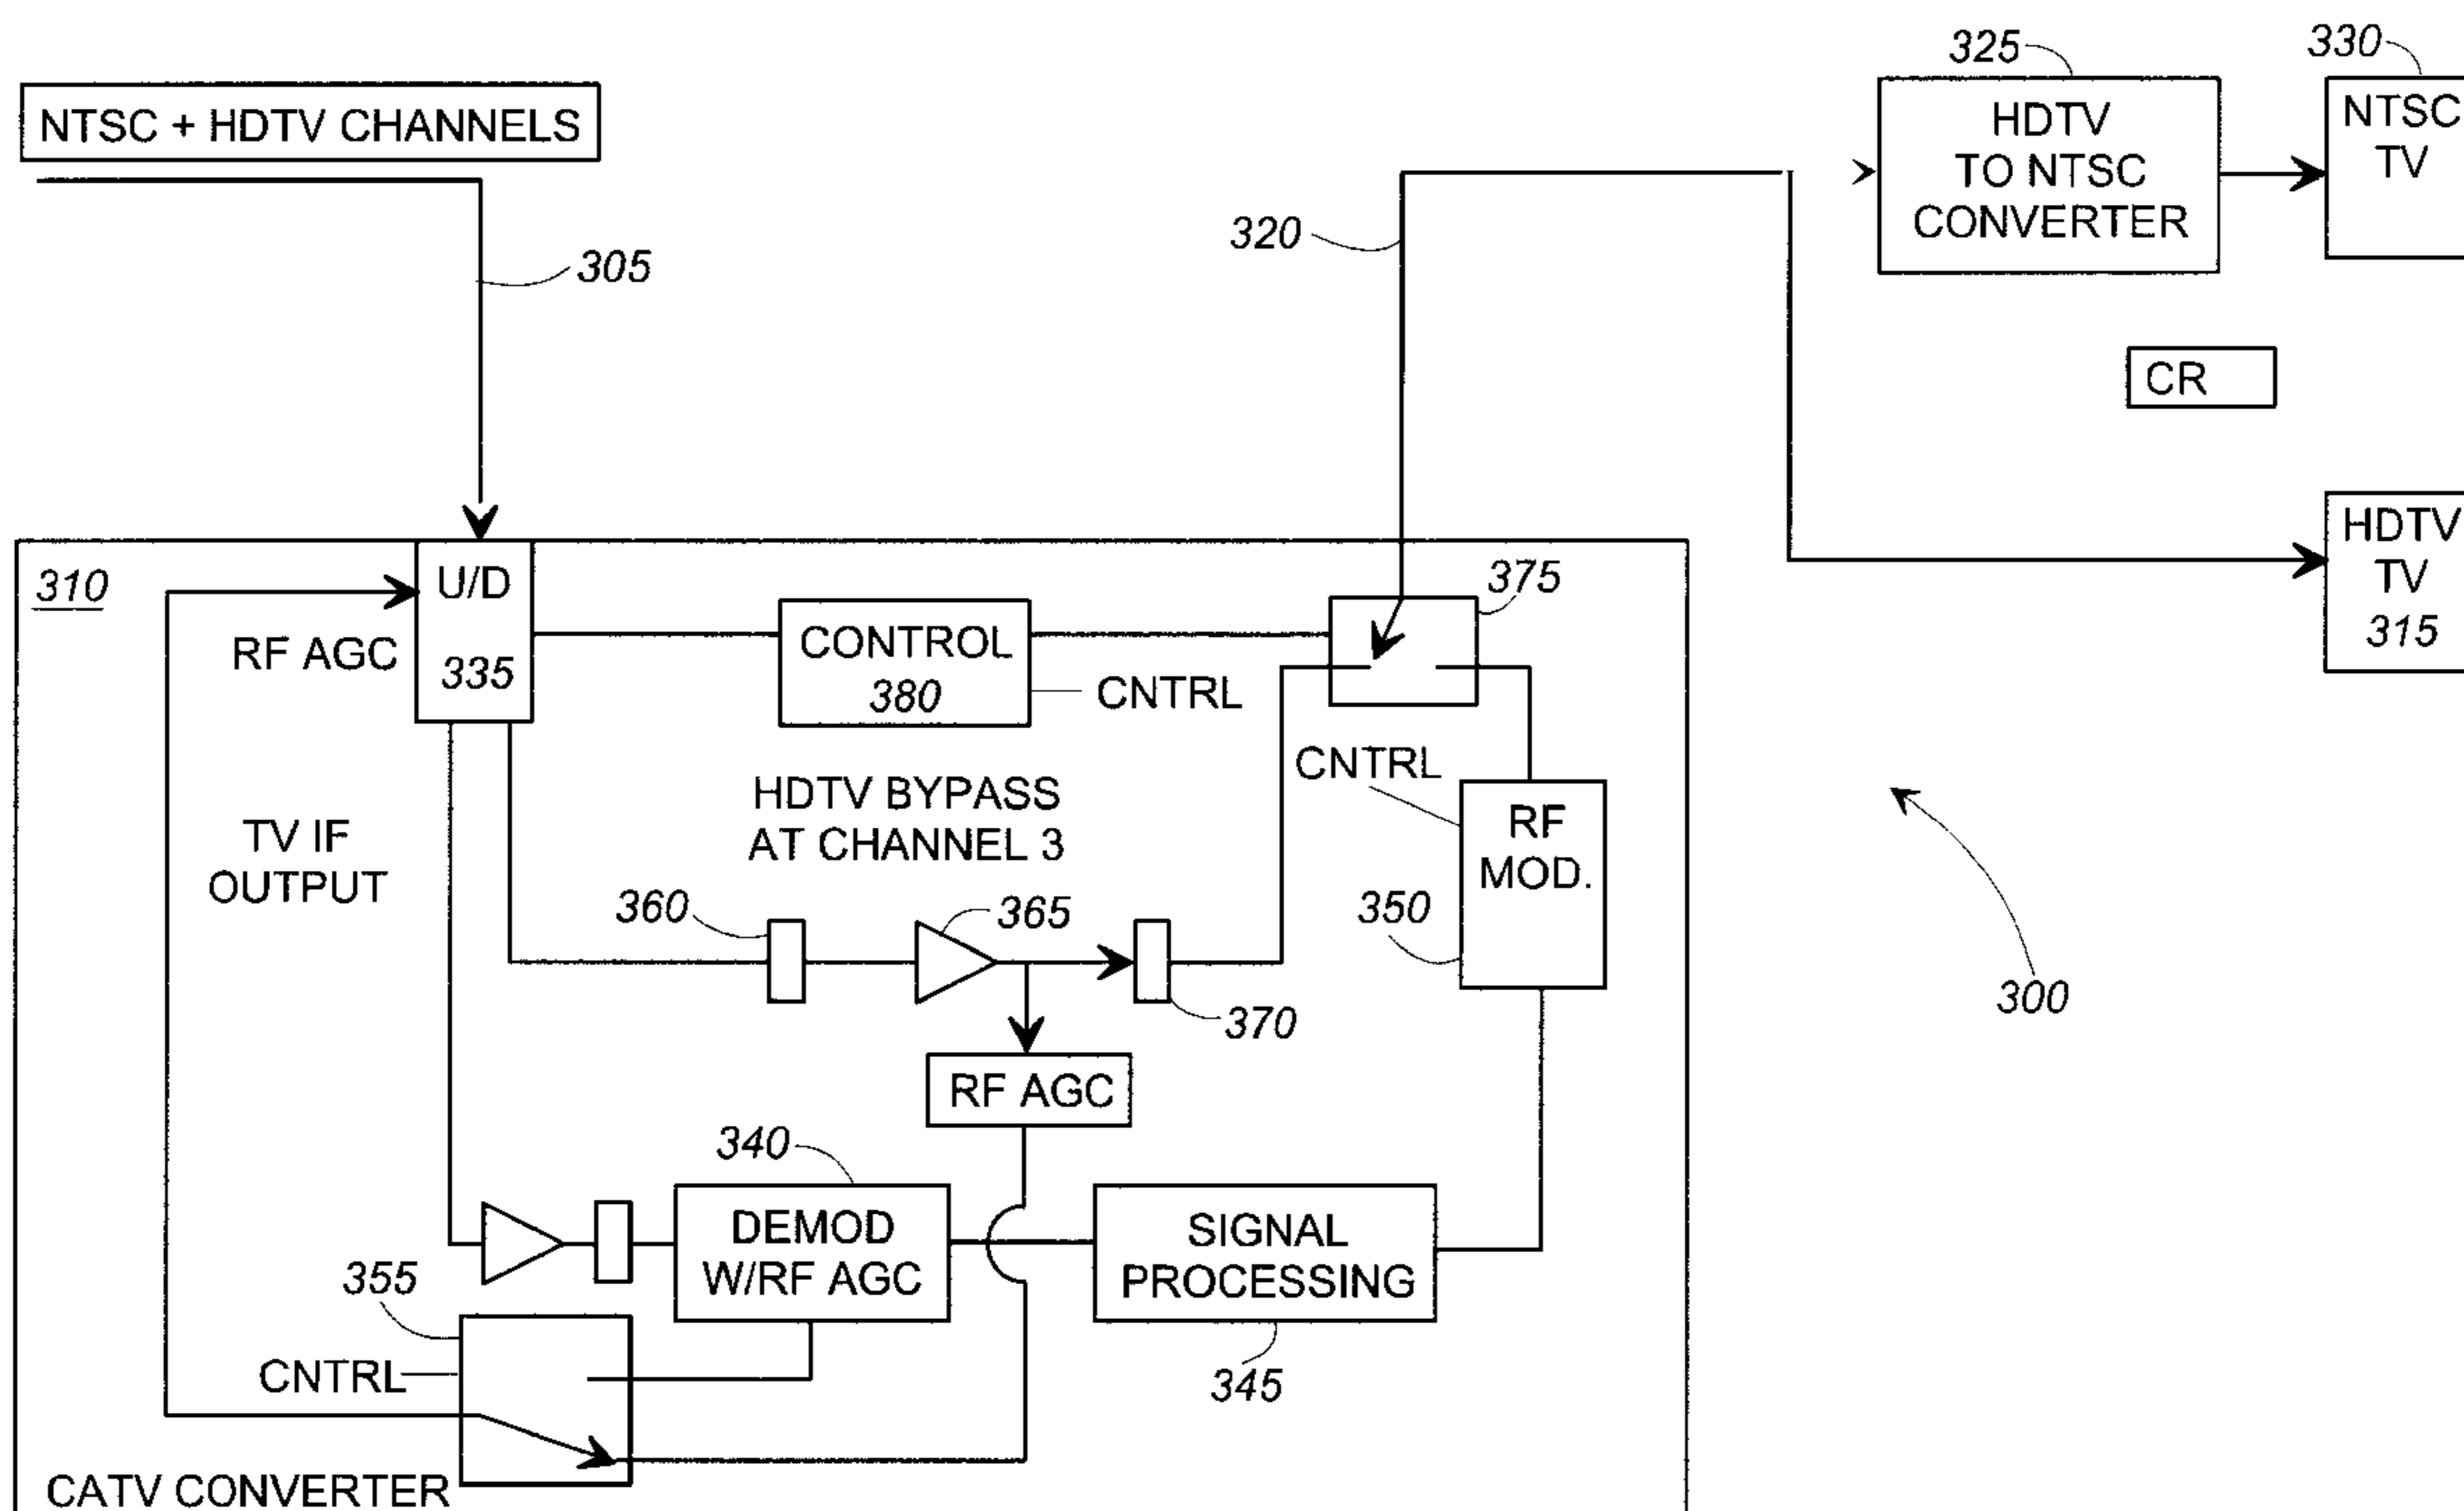 325
330
NTSC + HDTV CHANNELS
HDTV
TO NTSC
CONVERTER
NTSC
TV
320
305
CR
310
U/D
335
RF AGC
CONTROL
380
CNTRL
375
HDTV
TV
315
CNTRL
HDTV BYPASS
AT CHANNEL 3
TV IF
OUTPUT
RF
MOD.
350
360
365
370
300
RF AGC
340
DEMOD
W/RF AGC
SIGNAL
PROCESSING
345
355
CNTRL
CATV CONVERTER